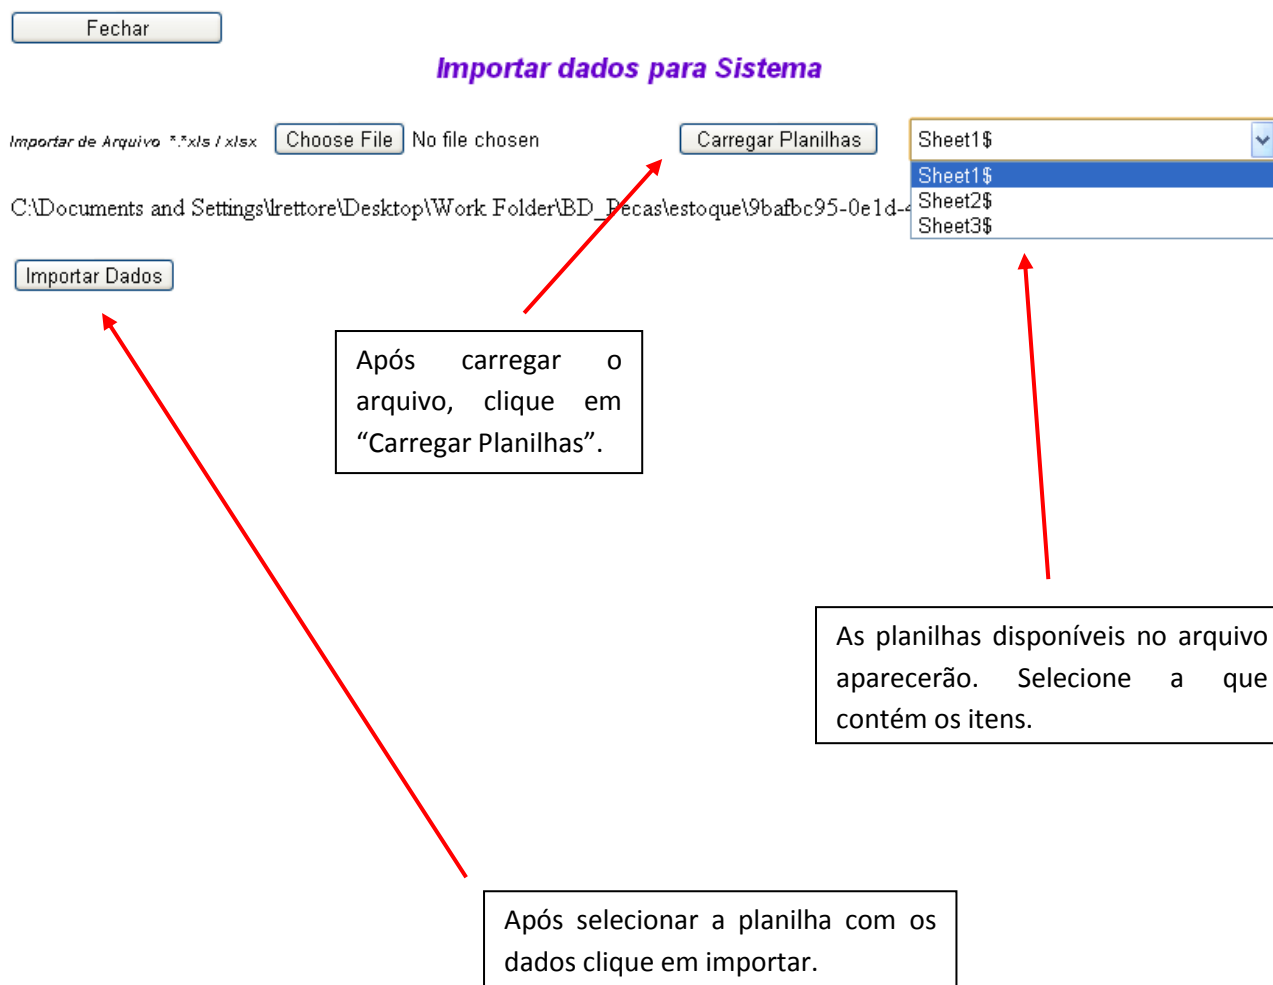 Fechar
Importar dados para Sistema
Importar de Arquivo *.*xls / xlsx Choose File No file chosen Carregar Planilhas Sheet1$
Sheet1$
C:\Documents and Settings\lrettore\Desktop\Work Folder\BD_Pecas\estoque\9bafbc95-0e1d-4 Sheet2$
Sheet3$
Importar Dados
Após carregar o
arquivo, clique em
“Carregar Planilhas”.
As planilhas disponíveis no arquivo
aparecerão. Selecione a que
contém os itens.
Após selecionar a planilha com os
dados clique em importar.